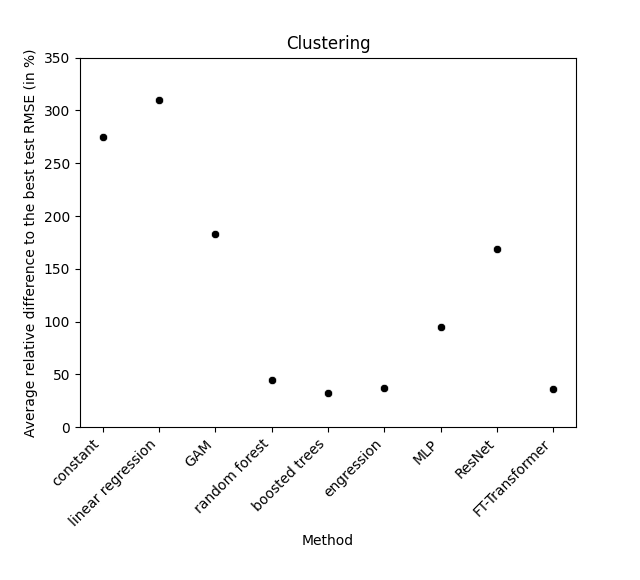 Clustering
Average relative difference to the best test RMSE (in %)
350
300
250
200
150
100
50
0
constant
linear regression
GAM
random forest
boosted trees
engression
MLP
ResNet
FT-Transformer
Method